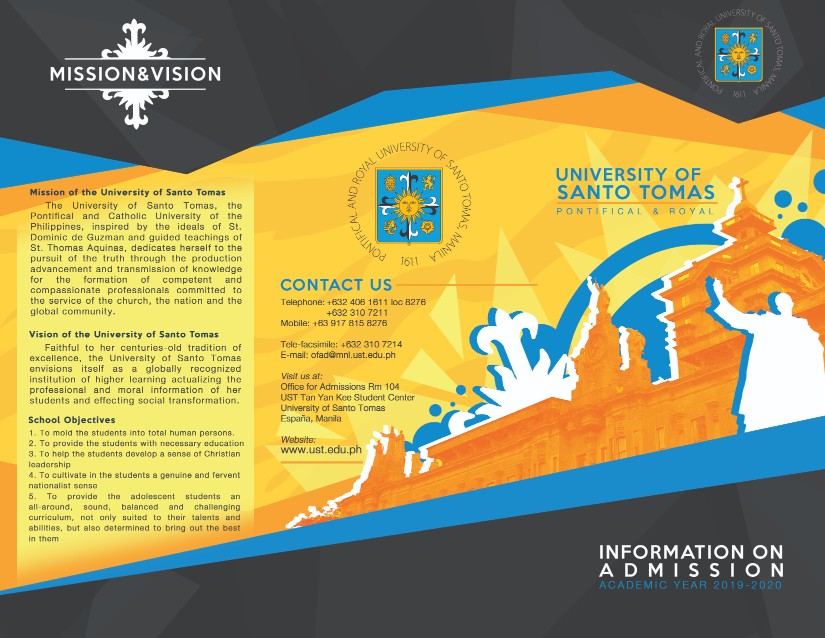 MISSION&VISION
Mission of the University of Santo Tomas
The University of Santo Tomas, the
Pontifical and Catholic University of the
Philippines, inspired by the ideals of St.
Dominic de Guzman and guided teachings of
St. Thomas Aquinas, dedicates herself to the
pursuit of the truth through the production
advancement and transmission of knowledge
for the formation of competent and
compassionate professionals committed to
the service of the church, the nation and the
global community.
Vision of the University of Santo Tomas
Faithful to her centuries-old tradition of
excellence, the University of Santo Tomas
envisions itself as a globally recognized
institution of higher learning actualizing the
professional and moral information of her
students and effecting social transformation.
School Objectives
1. To mold the students into total human persons.
2. To provide the students with necessary education
3. To help the students develop a sense of Christian
leadership
4. To cultivate in the students a genuine and fervent
nationalist sense
5. To provide the adolescent students an
all-around, sound, balanced and challenging
curriculum, not only suited to their talents and
abilities, but also determined to bring out the best
in them
PONTIFICAL AND ROYAL UNIVERSITY OF SANTO TOMAS, MANILA
1611
CONTACT US
Telephone: +632 406 1611 loc 8276
+632 310 7211
Mobile: +63 917 815 8276
Tele-facsimile: +632 310 7214
E-mail: ofad@mnl.ust.edu.ph
Visit us at:
Office for Admissions Rm 104
UST Tan Yan Kee Student Center
University of Santo Tomas
España, Manila
Website:
www.ust.edu.ph
PONTIFICAL AND ROYAL UNIVERSITY OF SANTO TOMAS, MANILA
1611
UNIVERSITY OF
SANTO TOMAS
PONTIFICAL & ROYAL
INFORMATION ON
ADMISSION
ACADEMIC YEAR 2019-2020